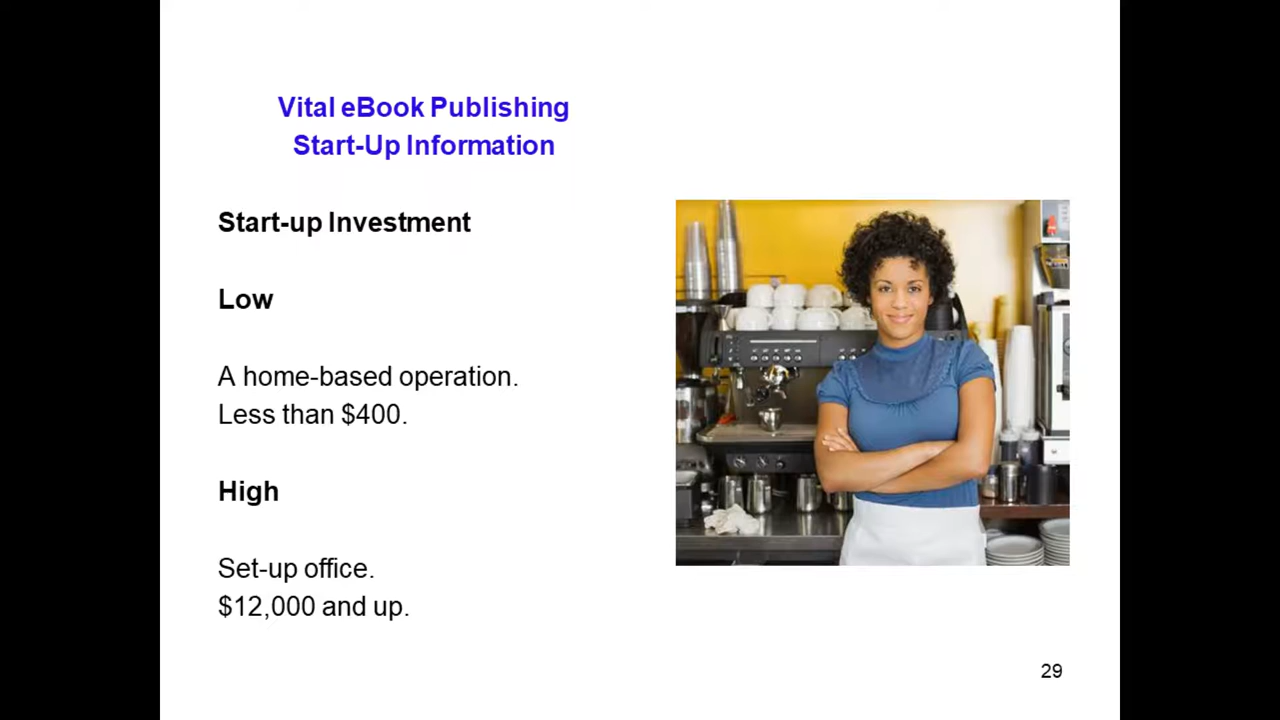 Vital eBook Publishing
Start-Up Information
Start-up Investment
Low
A home-based operation.
Less than $400.
High
Set-up office.
$12,000 and up.
29